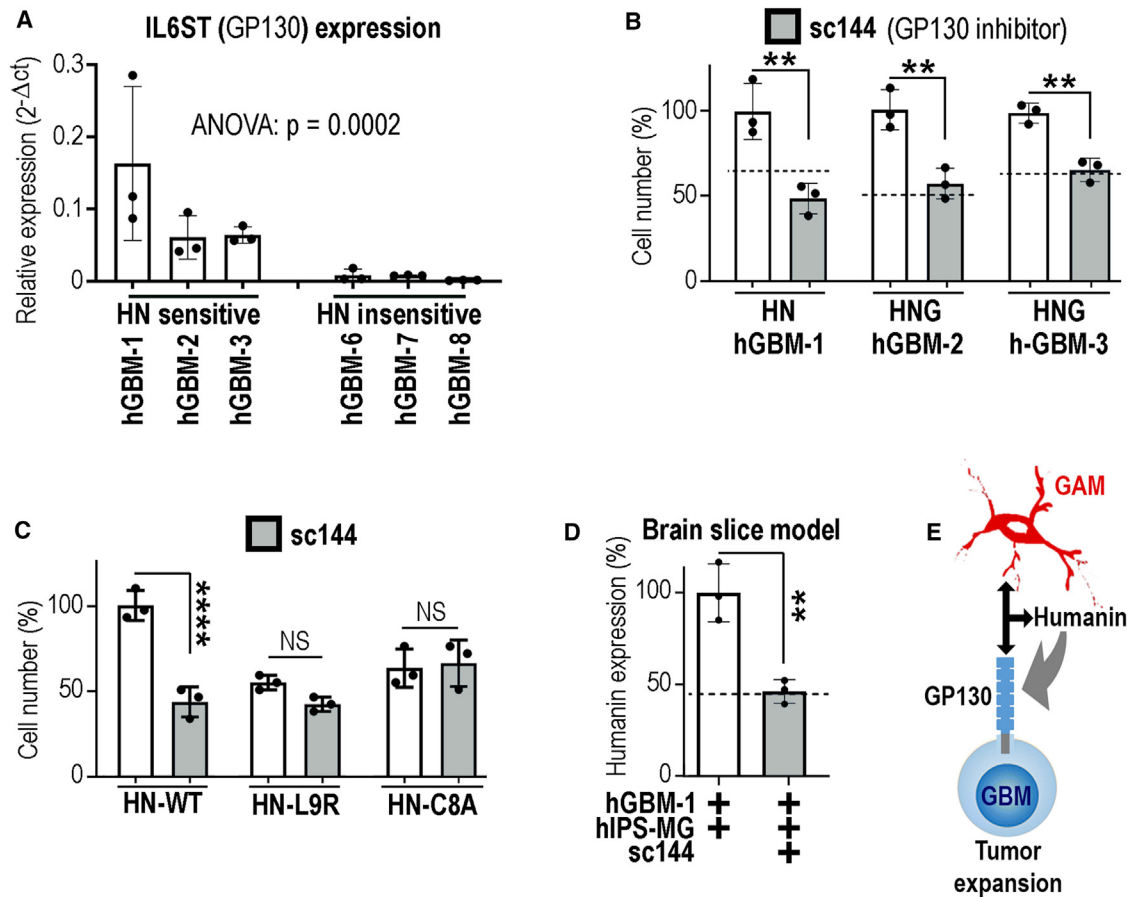 A
IL6ST (GP130) expression
Relative expression (2-Δct)
0.3
0.2
0.1
0
ANOVA: p = 0.0002
HN sensitive
HN insensitive
hGBM-1
hGBM-2
hGBM-3
hGBM-6
hGBM-7
hGBM-8
B
sc144 (GP130 inhibitor)
Cell number (%)
100
50
0
**
**
**
HN
hGBM-1
HNG
hGBM-2
HNG
h-GBM-3
C
sc144
Cell number (%)
100
50
0
****
NS
NS
HN-WT
HN-L9R
HN-C8A
D
Brain slice model
Humanin expression (%)
100
50
0
**
hGBM-1 + +
hIPS-MG + +
sc144 +
E
GAM
Humanin
GP130
GBM
Tumor
expansion